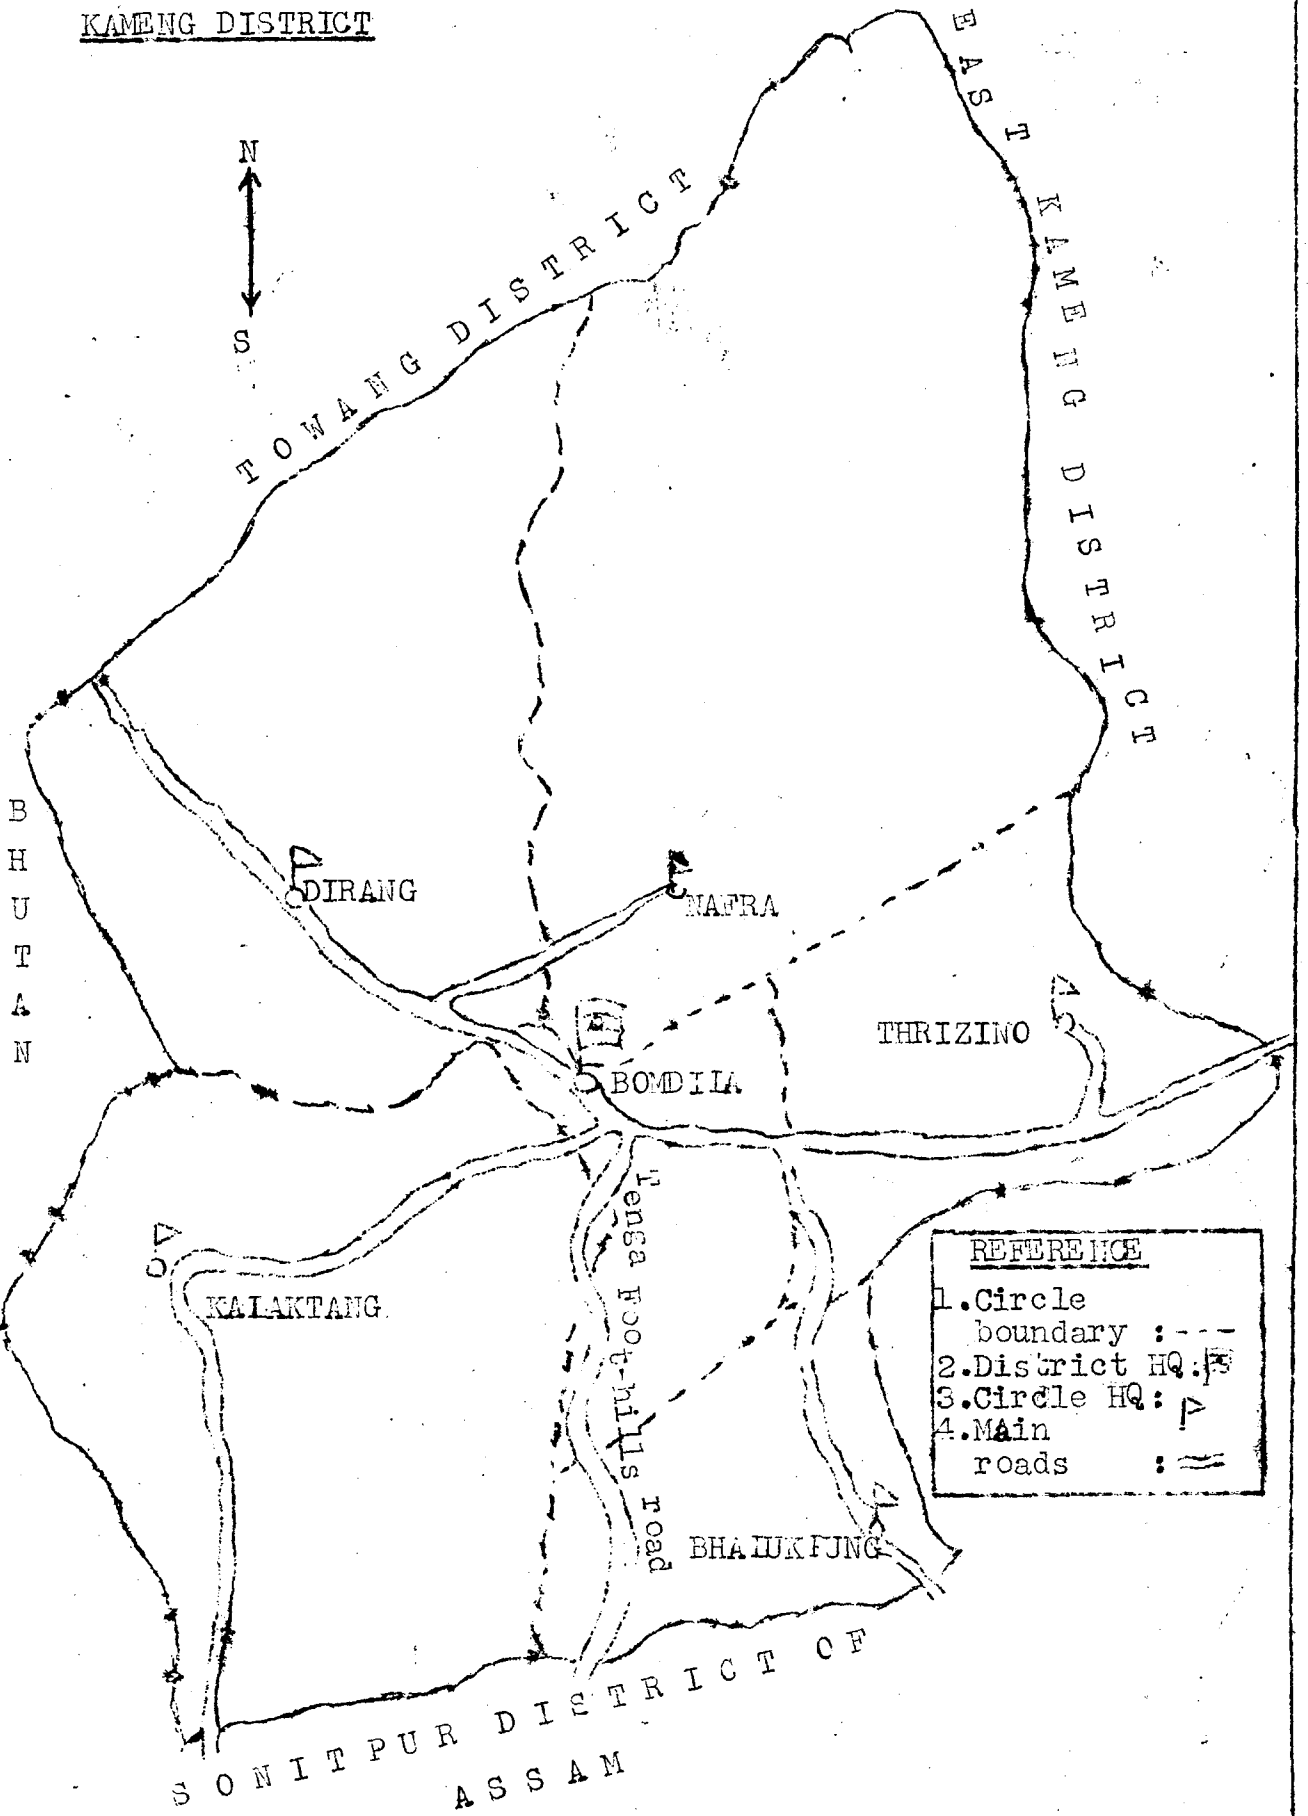 KAMENG DISTRICT
N
S
TOWANG DISTRICT
EAST KAMENG DISTRICT
BHUTAN
DIRANG
NAFRA
THRIZINO
BOMDILA
KALAKTANG
Tenga Foot-hills road
BHALUKPUNG
REFERENCE
1.Circle
boundary :---
2.District HQ:
3.Circle HQ:
4.Main
roads :
SONITPUR DISTRICT OF
ASSAM